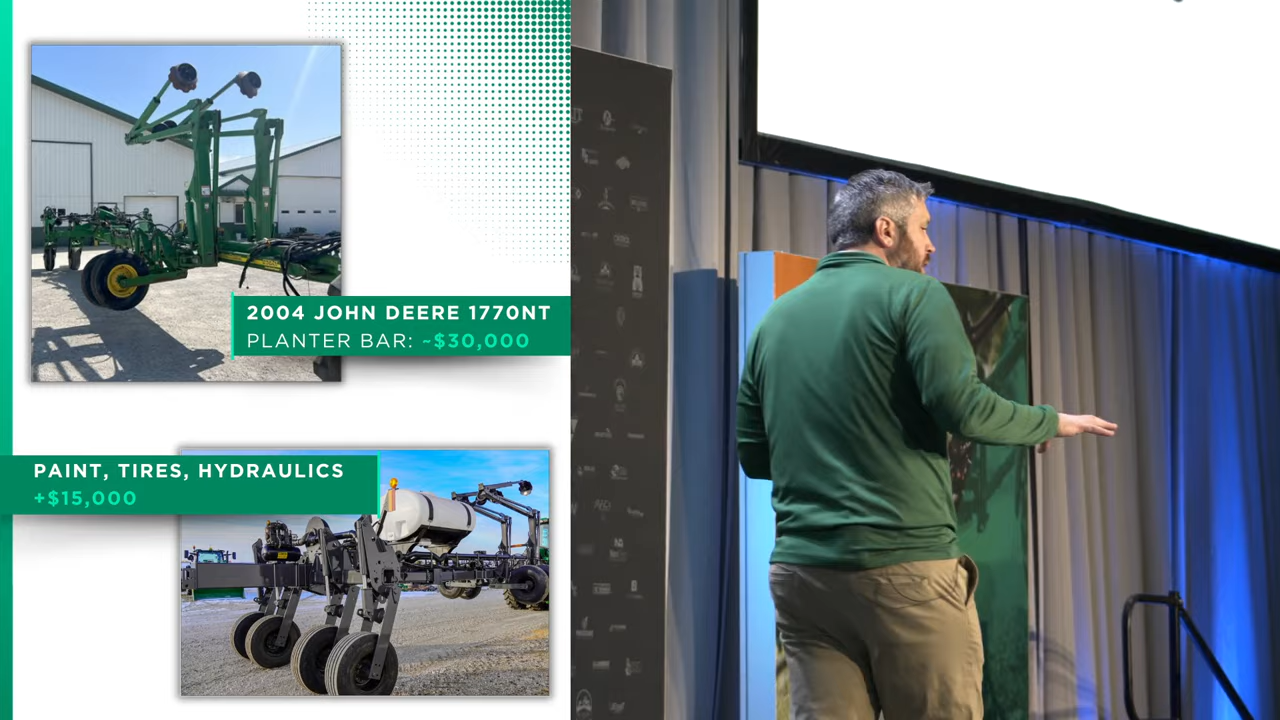 2004 JOHN DEERE 1770NT
PLANTER BAR: ~$30,000
PAINT, TIRES, HYDRAULICS
+$15,000